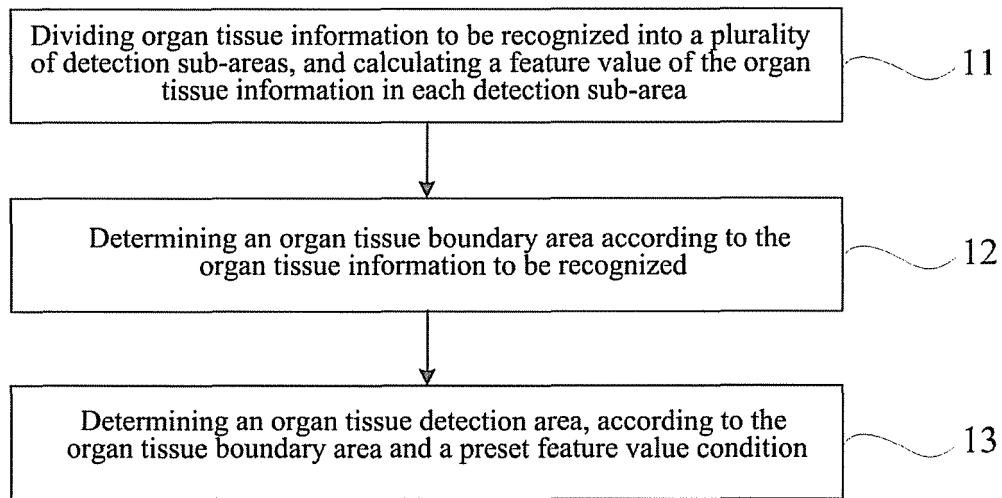 Dividing organ tissue information to be recognized into a plurality
of detection sub-areas, and calculating a feature value of the organ
tissue information in each detection sub-area
11
Determining an organ tissue boundary area according to the
organ tissue information to be recognized
12
Determining an organ tissue detection area, according to the
organ tissue boundary area and a preset feature value condition
13